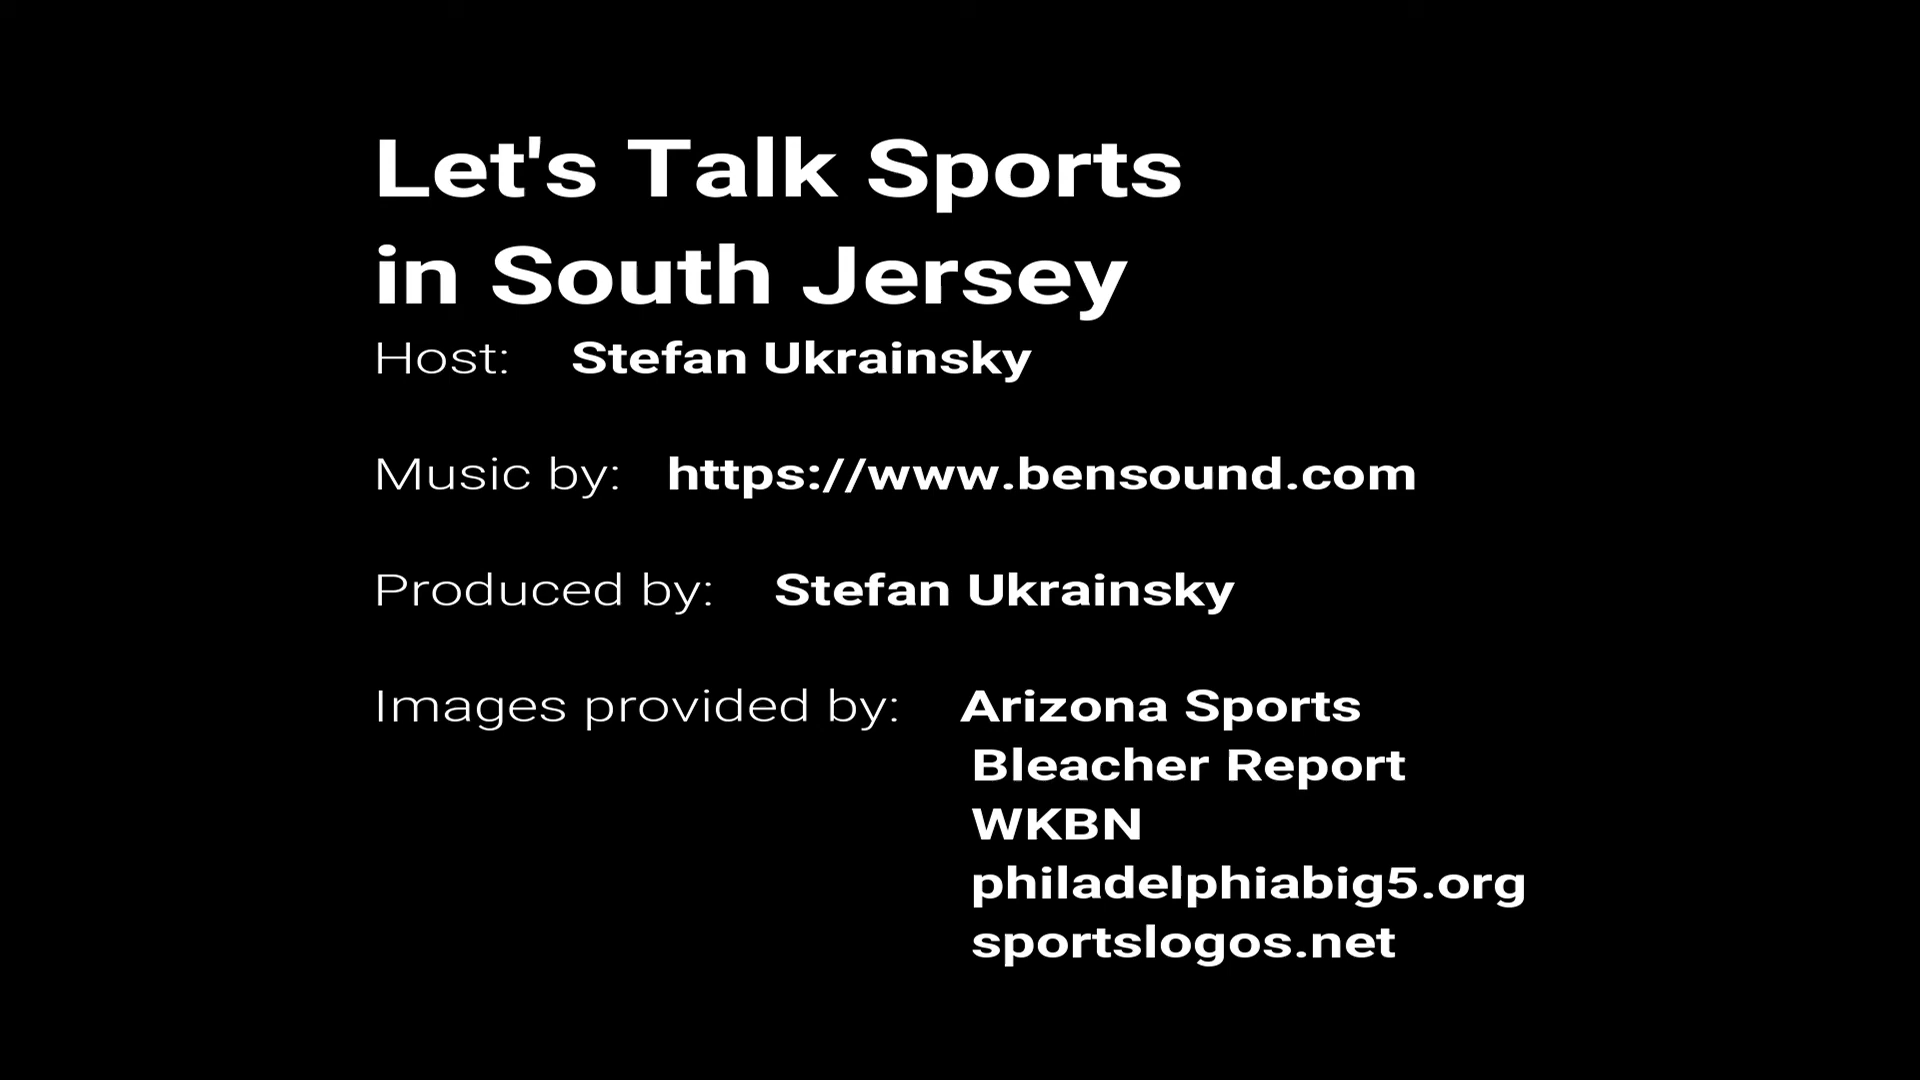 Let's Talk Sports
in South Jersey
Host: Stefan Ukrainsky
Music by: https://www.bensound.com
Produced by: Stefan Ukrainsky
Images provided by: Arizona Sports
Bleacher Report
WKBN
philadelphiabig5.org
sportslogos.net